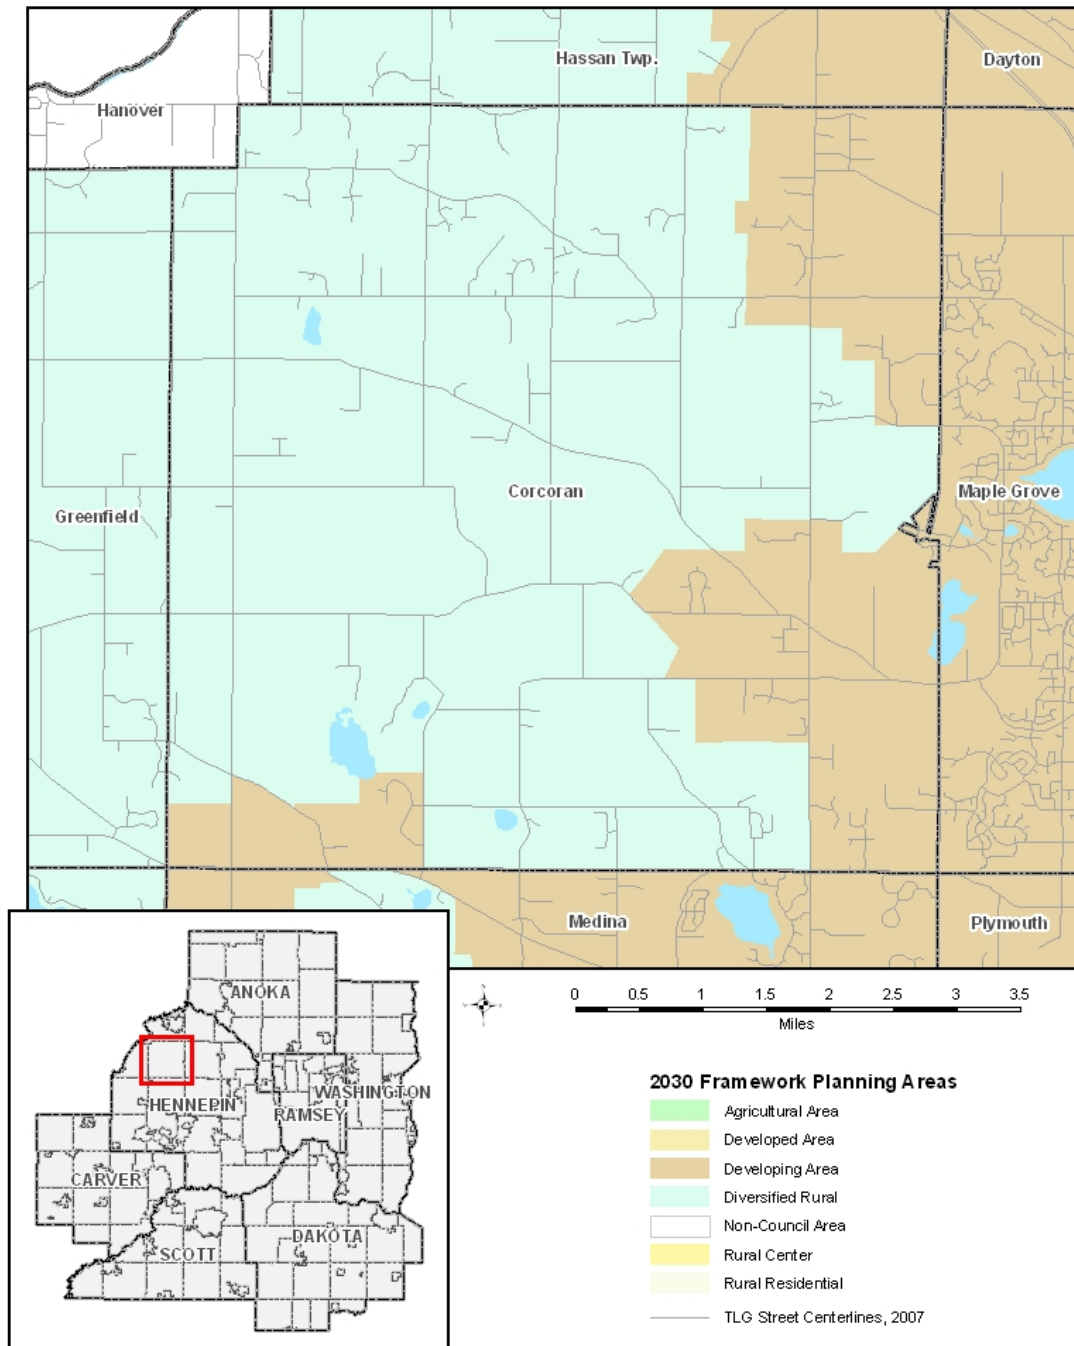 Hassan Twp.
Dayton
Hanover
Corcoran
Maple Grove
Greenfield
Medina
Plymouth
ANOKA
WASHINGTON
HENNEPIN
RAMSEY
CARVER
SCOTT
DAKOTA
0 0.5 1 1.5 2 2.5 3 3.5
Miles
2030 Framework Planning Areas
Agricultural Area
Developed Area
Developing Area
Diversified Rural
Non-Council Area
Rural Center
Rural Residential
TLG Street Centerlines, 2007